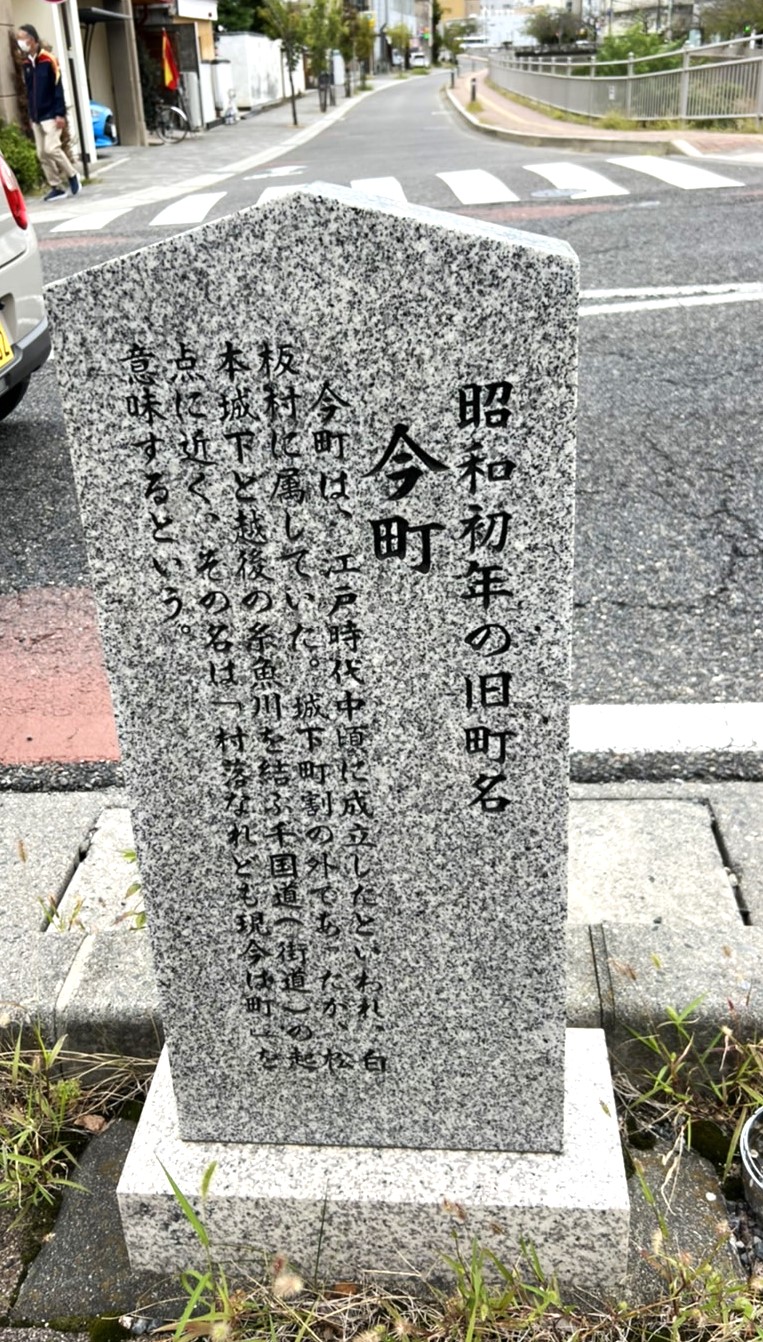 昭和初年の旧町名
今町
今町は、江戸時代中頃に成立したといわれ、白
板村に属していた。城下町割の外であったが、松
本城下と越後の糸魚川を結ぶ千国道(街道)の起
点に近く、その名は「村落なれども現今は町」を
意味するという。